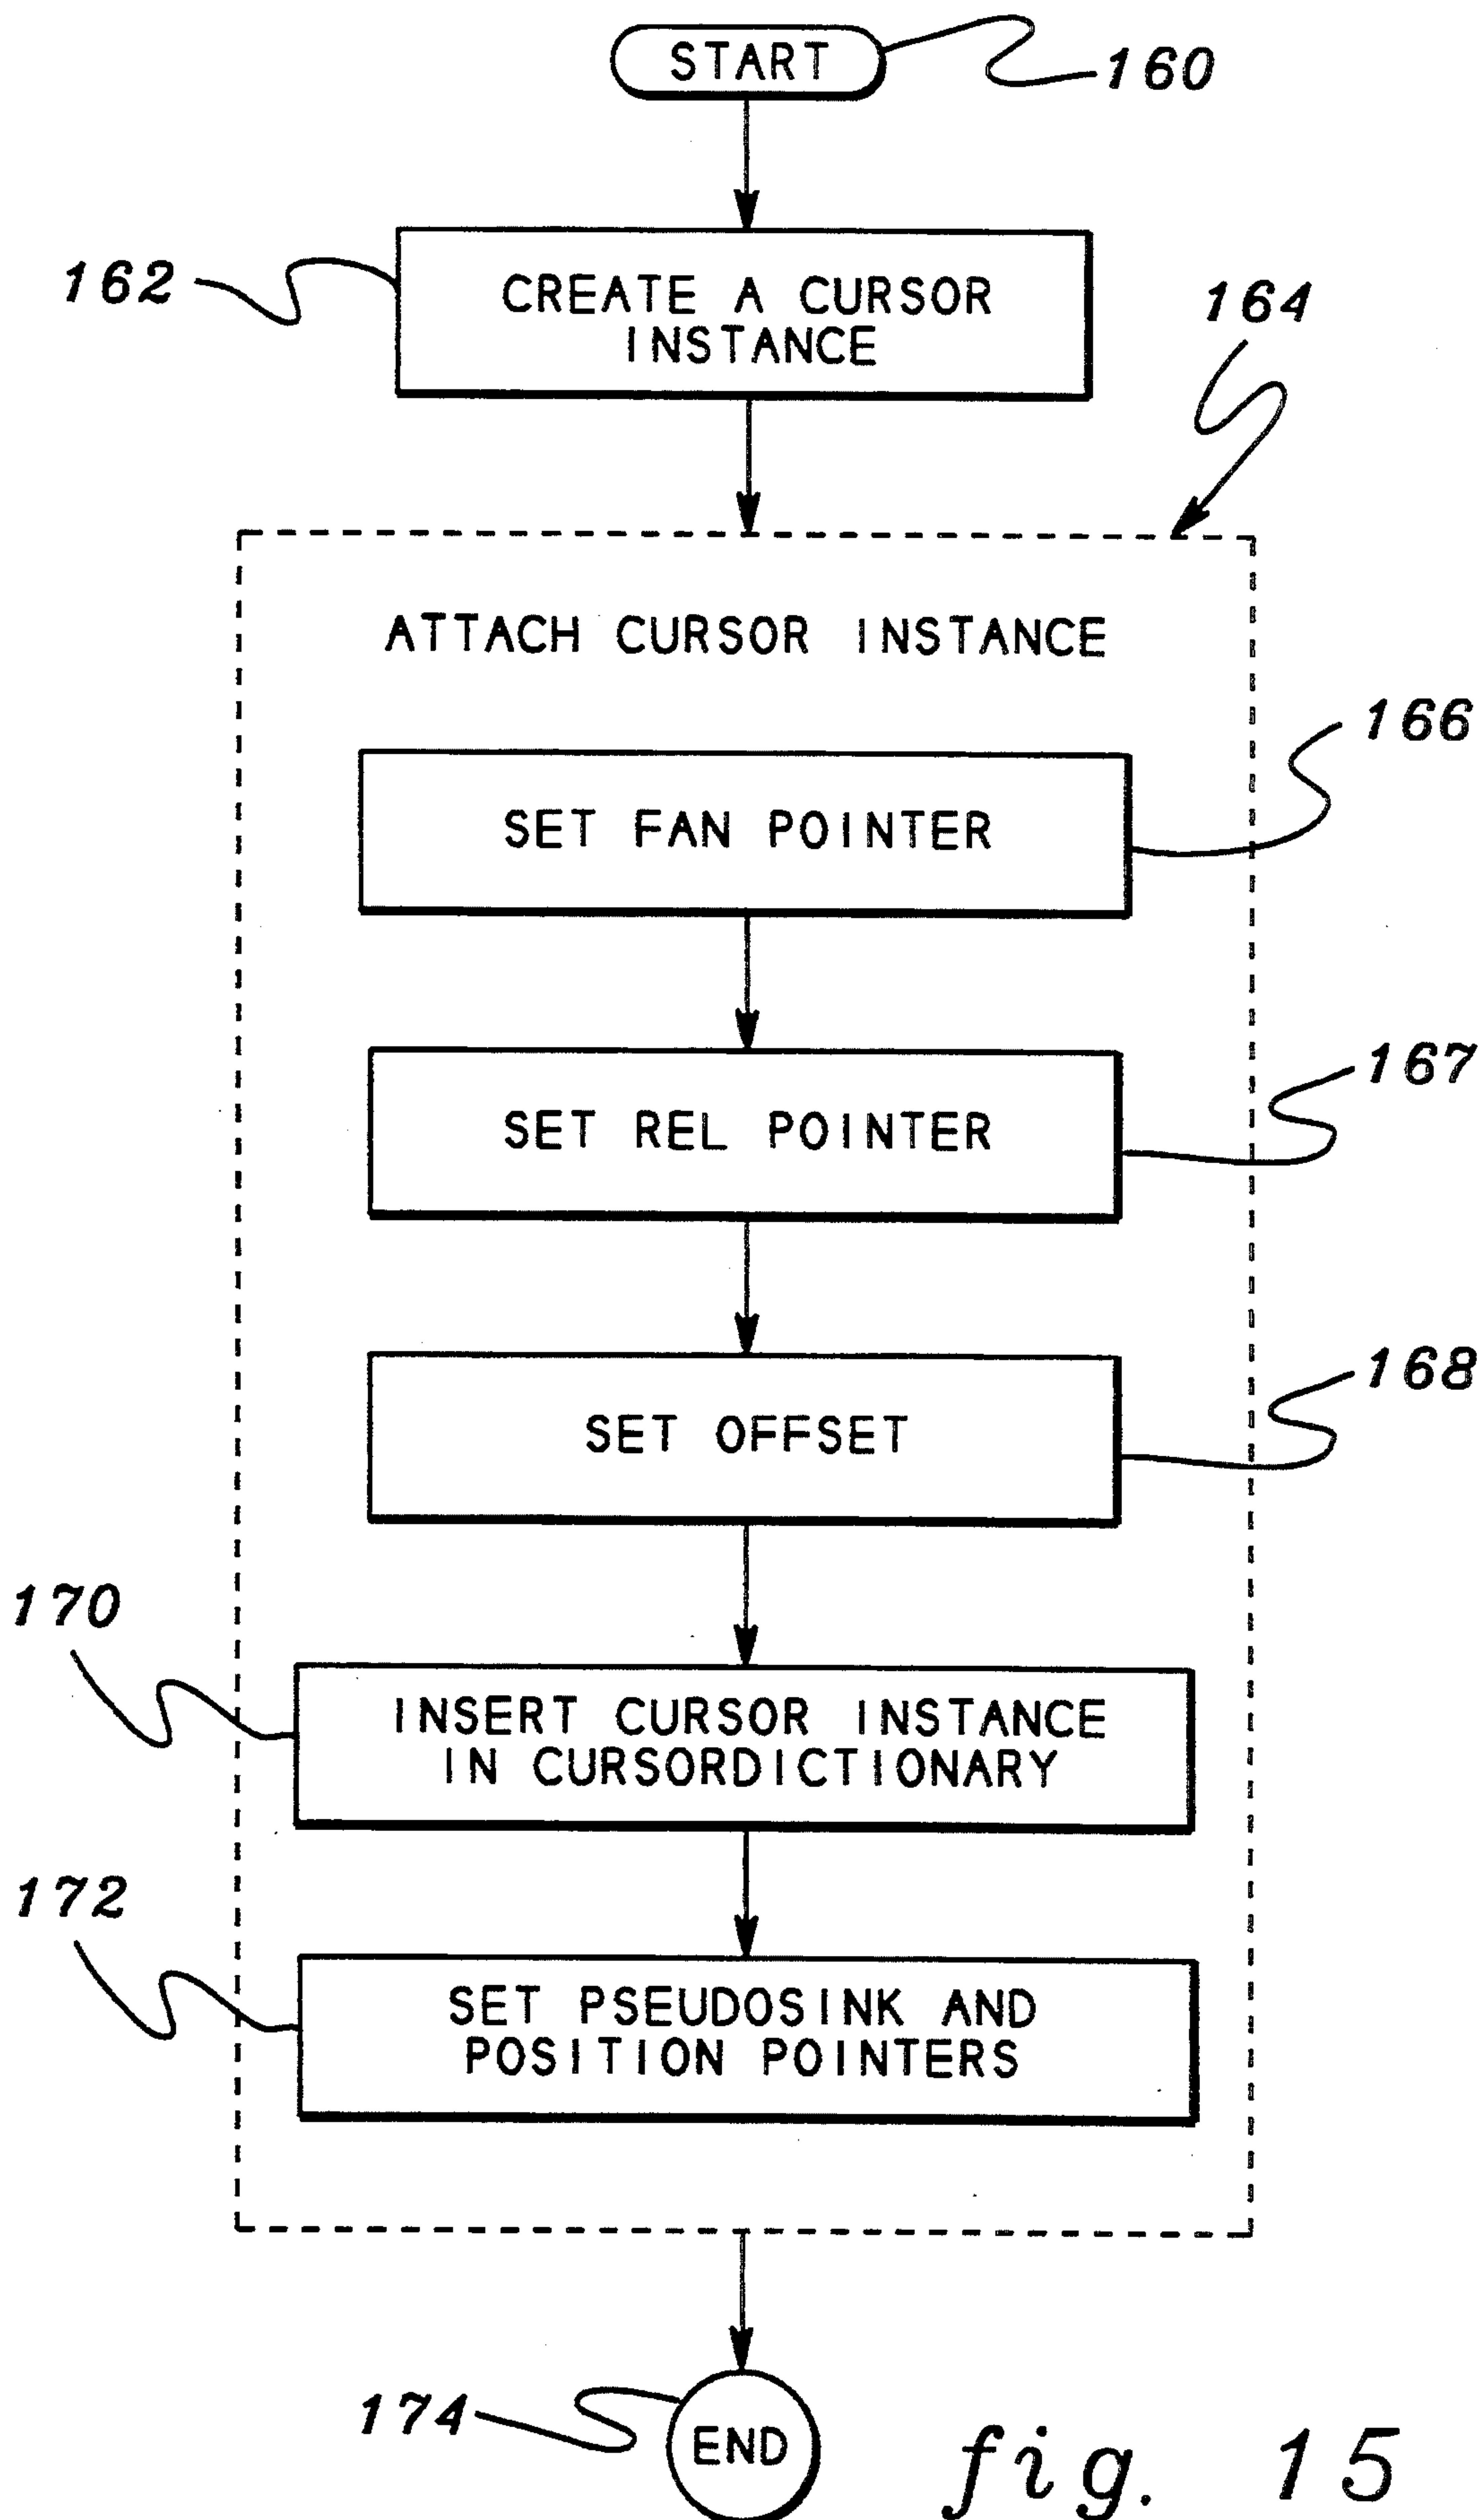 START
160
162
CREATE A CURSOR
INSTANCE
164
ATTACH CURSOR INSTANCE
166
SET FAN POINTER
167
SET REL POINTER
168
SET OFFSET
170
INSERT CURSOR INSTANCE
IN CURSORDICTIONARY
172
SET PSEUDOSINK AND
POSITION POINTERS
174
END
fig. 15